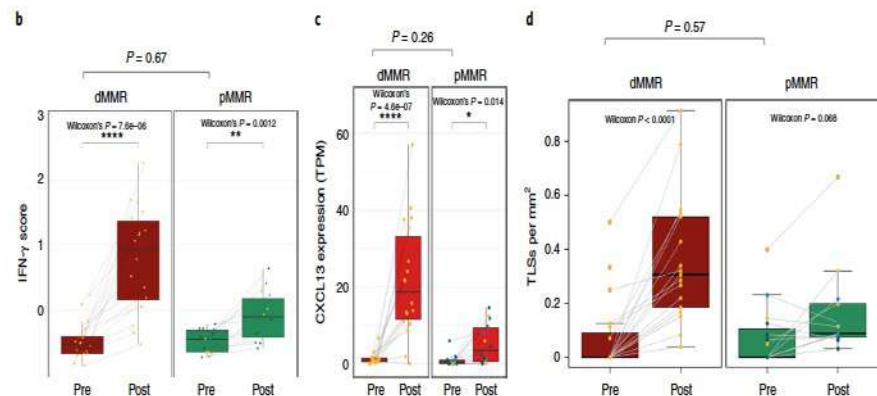 b
P = 0.67
dMMR
pMMR
Wilcoxon's P = 7.6e–06
****
Wilcoxon's P = 0.0012
**
IFN-γ score
3
2
1
0
Pre
Post
Pre
Post
c
P = 0.26
dMMR
pMMR
Wilcoxon's
P = 4.6e–07
****
Wilcoxon's P = 0.014
*
CXCL13 expression (TPM)
60
40
20
0
Pre
Post
Pre
Post
d
P = 0.57
dMMR
pMMR
Wilcoxon P < 0.0001
Wilcoxon P = 0.068
TLSs per mm²
0.8
0.6
0.4
0.2
0
Pre
Post
Pre
Post